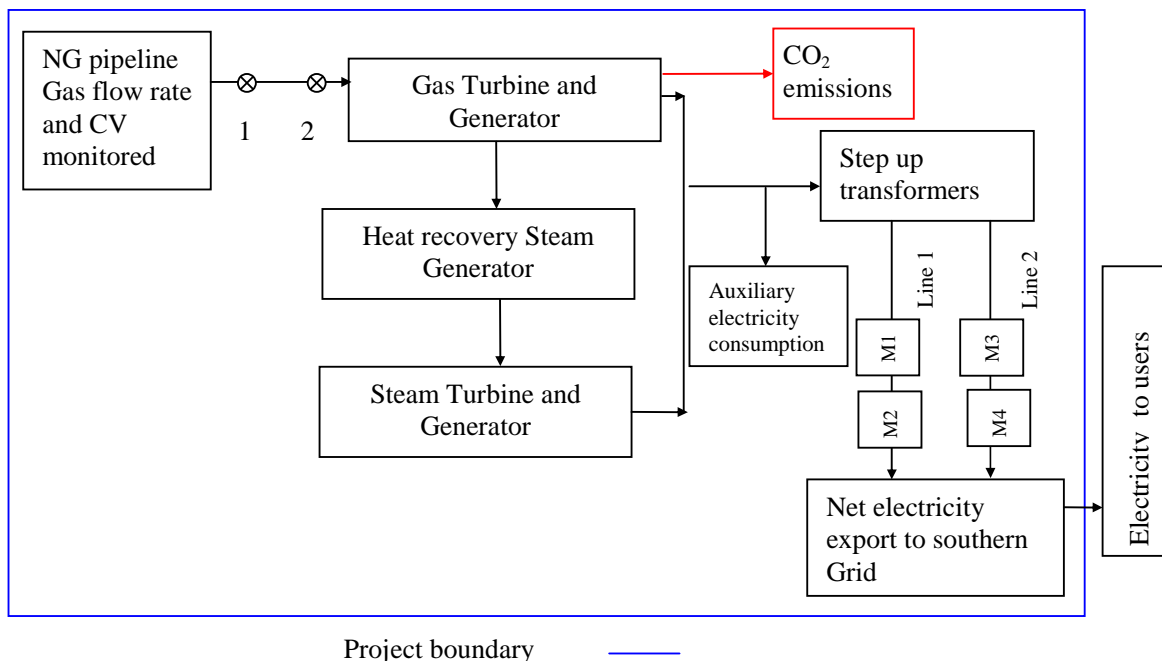 NG pipeline
Gas flow rate
and CV
monitored
1
2
Gas Turbine and
Generator
CO₂
emissions
Step up
transformers
Heat recovery Steam
Generator
Auxiliary
electricity
consumption
Line 1
Line 2
M1
M3
Steam Turbine and
Generator
M2
M4
Net electricity
export to southern
Grid
Electricity to users
Project boundary